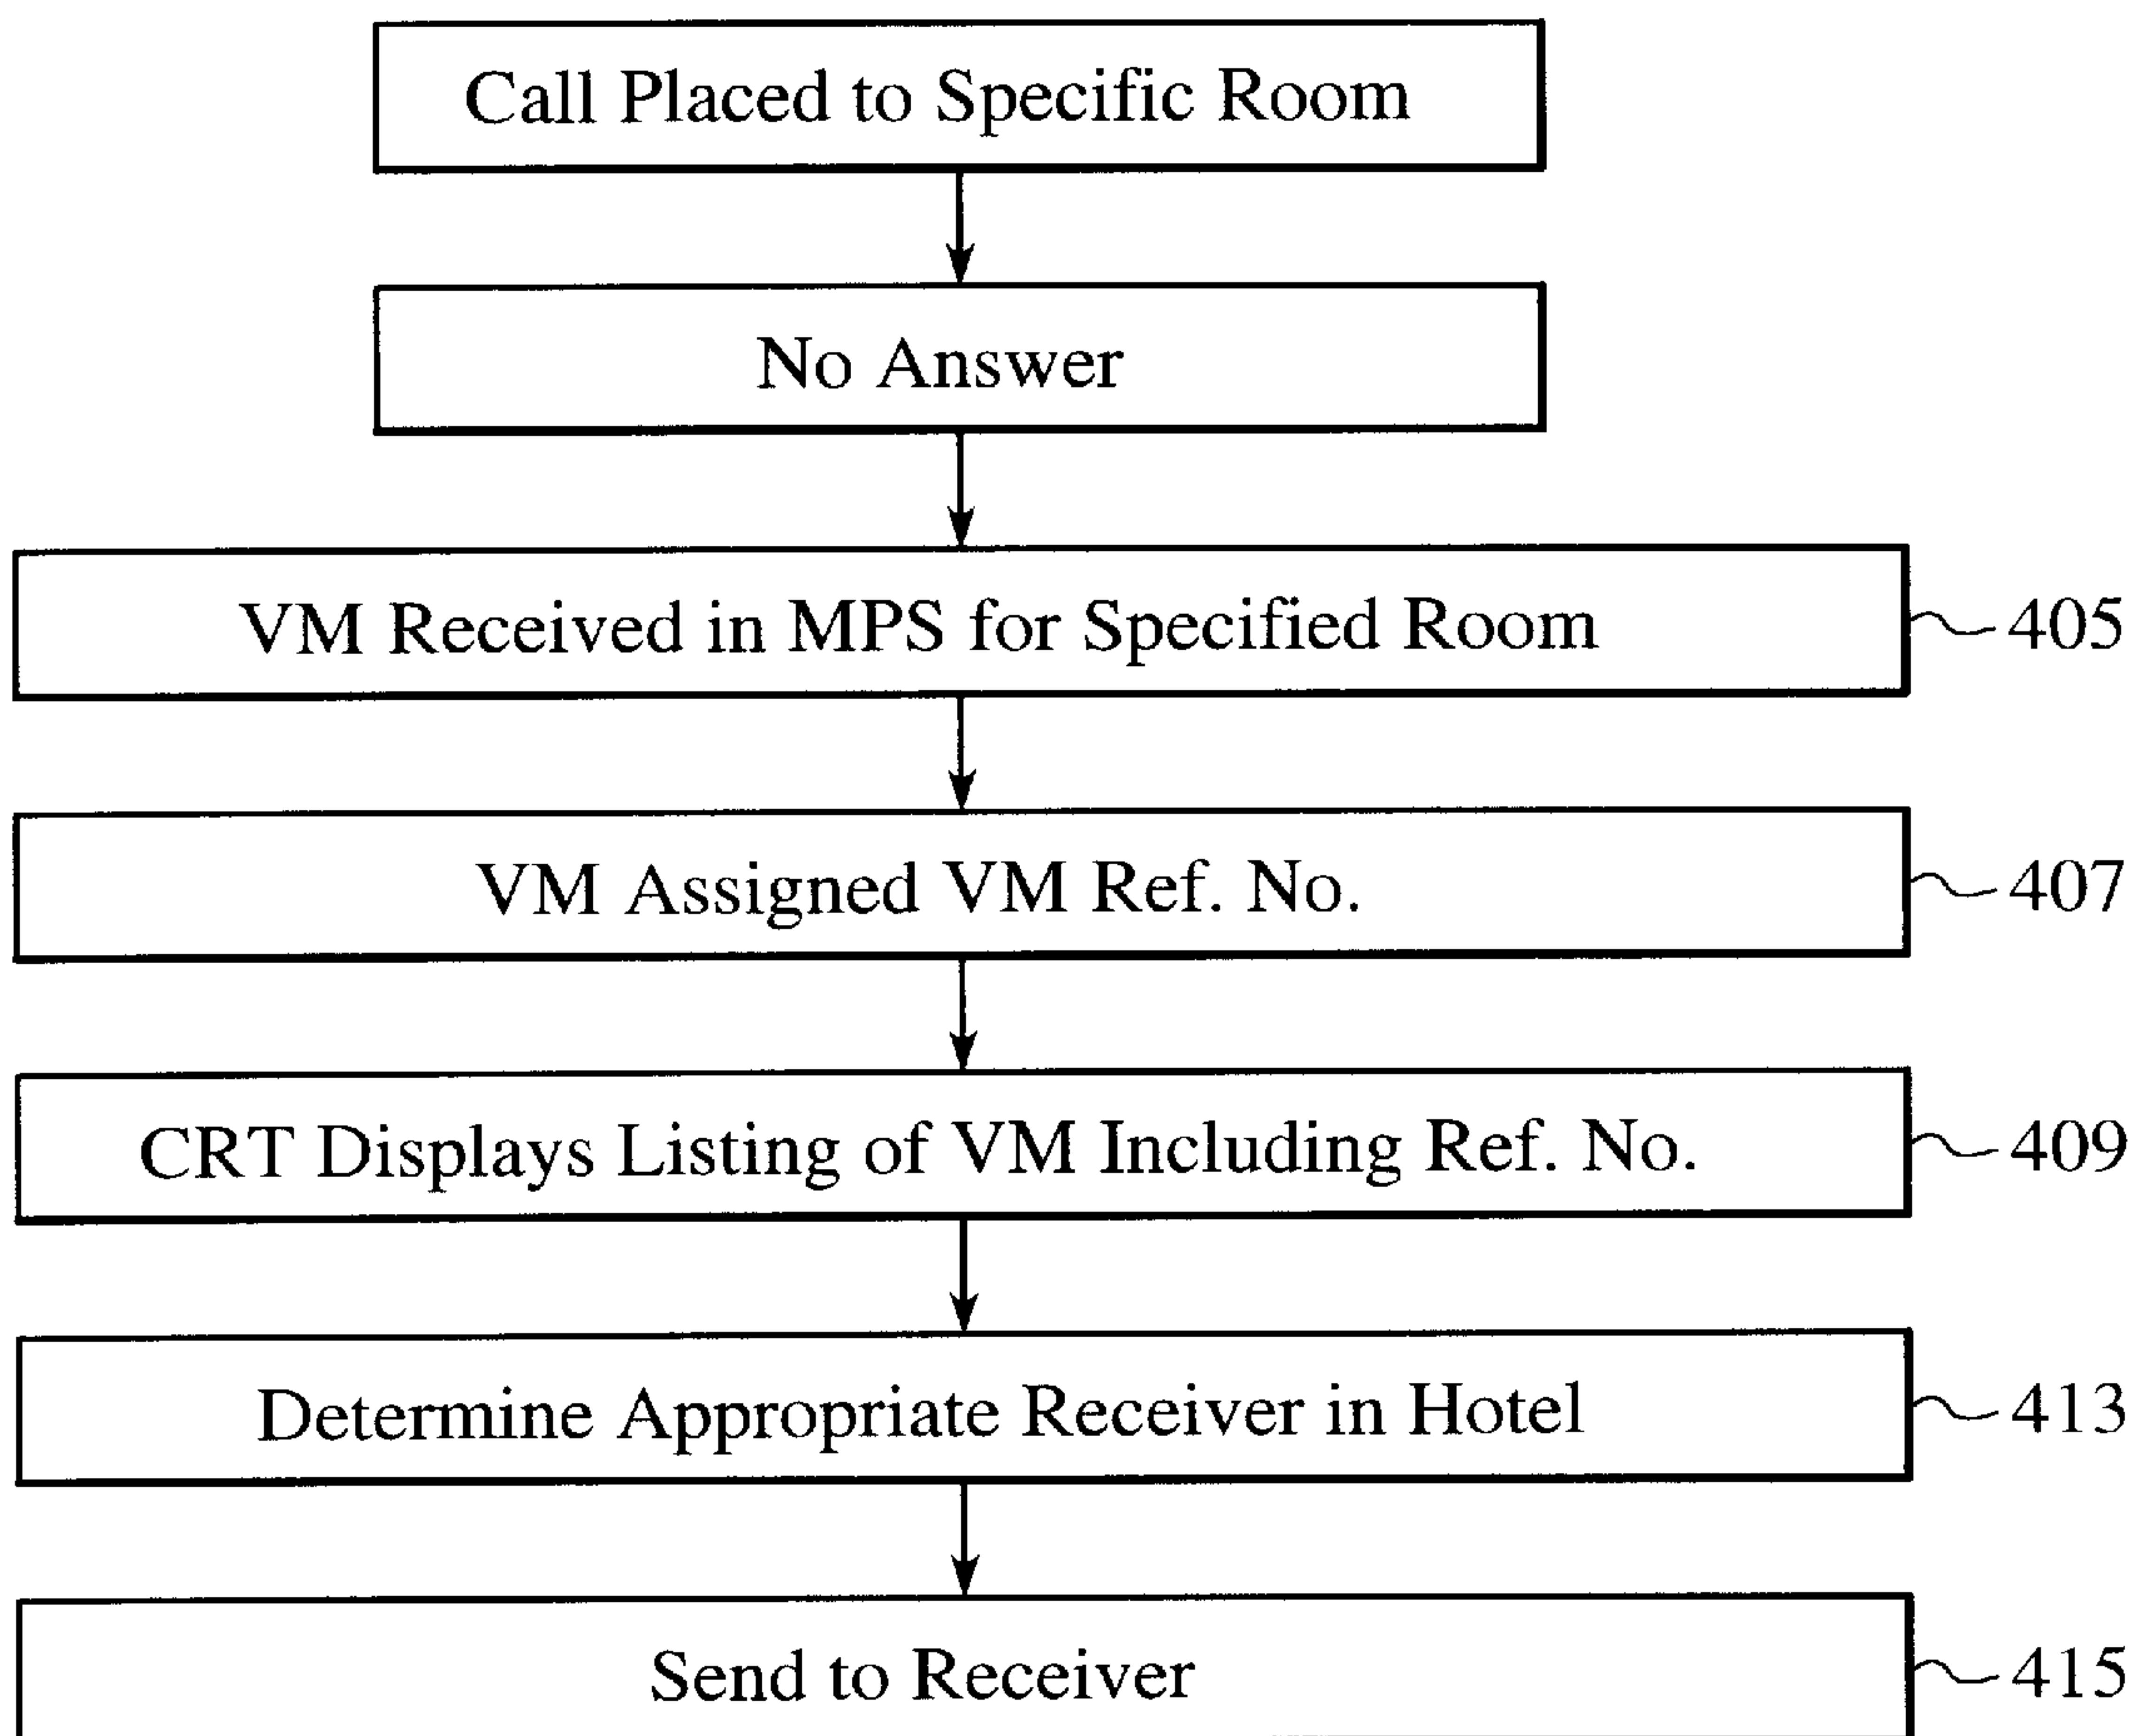 Call Placed to Specific Room
No Answer
VM Received in MPS for Specified Room
405
VM Assigned VM Ref. No.
407
CRT Displays Listing of VM Including Ref. No.
409
Determine Appropriate Receiver in Hotel
413
Send to Receiver
415